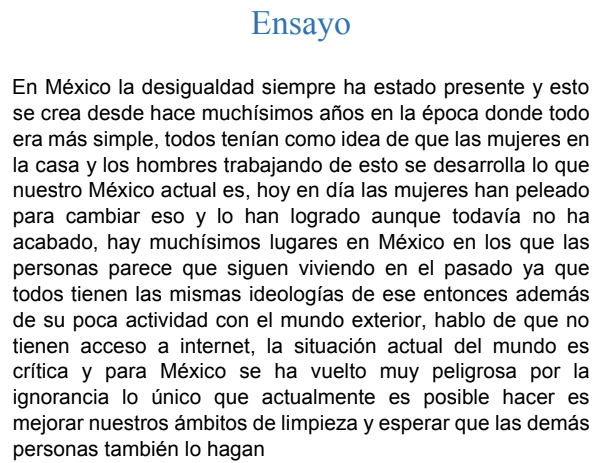 Ensayo
En México la desigualdad siempre ha estado presente y esto
se crea desde hace muchísimos años en la época donde todo
era más simple, todos tenían como idea de que las mujeres en
la casa y los hombres trabajando de esto se desarrolla lo que
nuestro México actual es, hoy en día las mujeres han peleado
para cambiar eso y lo han logrado aunque todavía no ha
acabado, hay muchísimos lugares en México en los que las
personas parece que siguen viviendo en el pasado ya que
todos tienen las mismas ideologías de ese entonces además
de su poca actividad con el mundo exterior, hablo de que no
tienen acceso a internet, la situación actual del mundo es
crítica y para México se ha vuelto muy peligrosa por la
ignorancia lo único que actualmente es posible hacer es
mejorar nuestros ámbitos de limpieza y esperar que las demás
personas también lo hagan